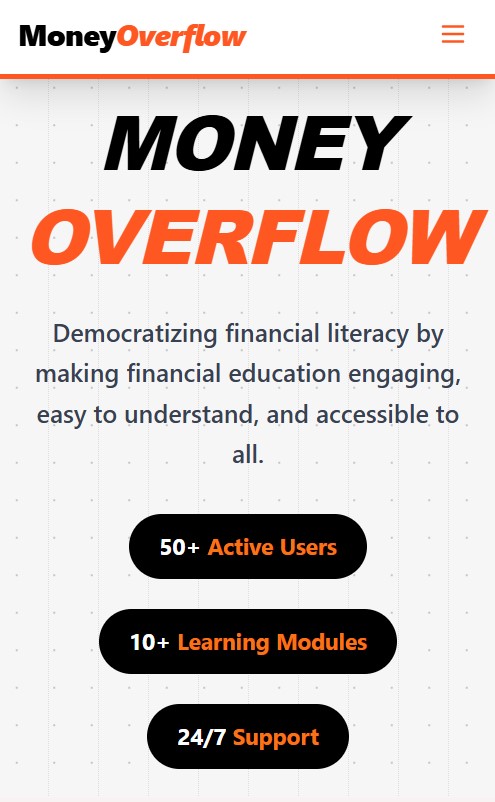 MoneyOverflow
MONEY
OVERFLOW
Democratizing financial literacy by
making financial education engaging,
easy to understand, and accessible to
all.
50+ Active Users
10+ Learning Modules
24/7 Support